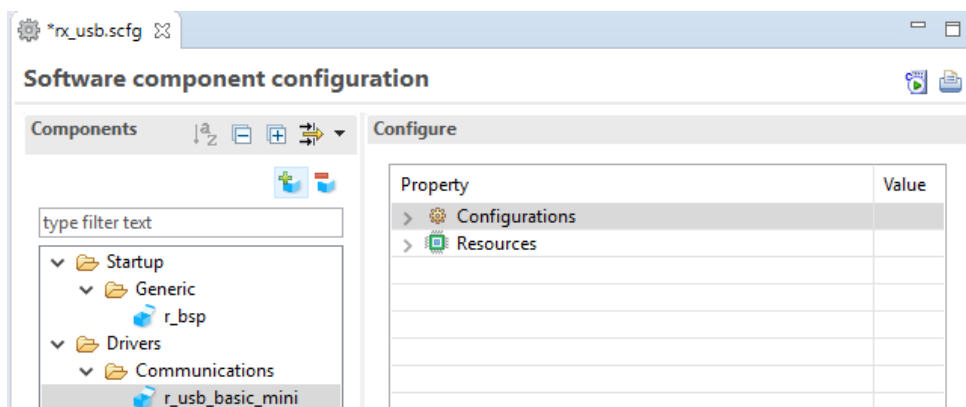 *rx_usb.scfg
Software component configuration
Components
Configure
type filter text
Startup
Generic
r_bsp
Drivers
Communications
r_usb_basic_mini
Property Value
Configurations
Resources